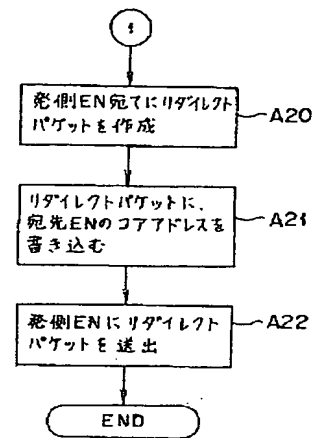 1
発側EN宛てにリダイレクト
パケットを作成
A20
リダイレクトパケットに、
宛先ENのコアアドレスを
書き込む
A21
発側ENにリダイレクト
パケットを送出
A22
END